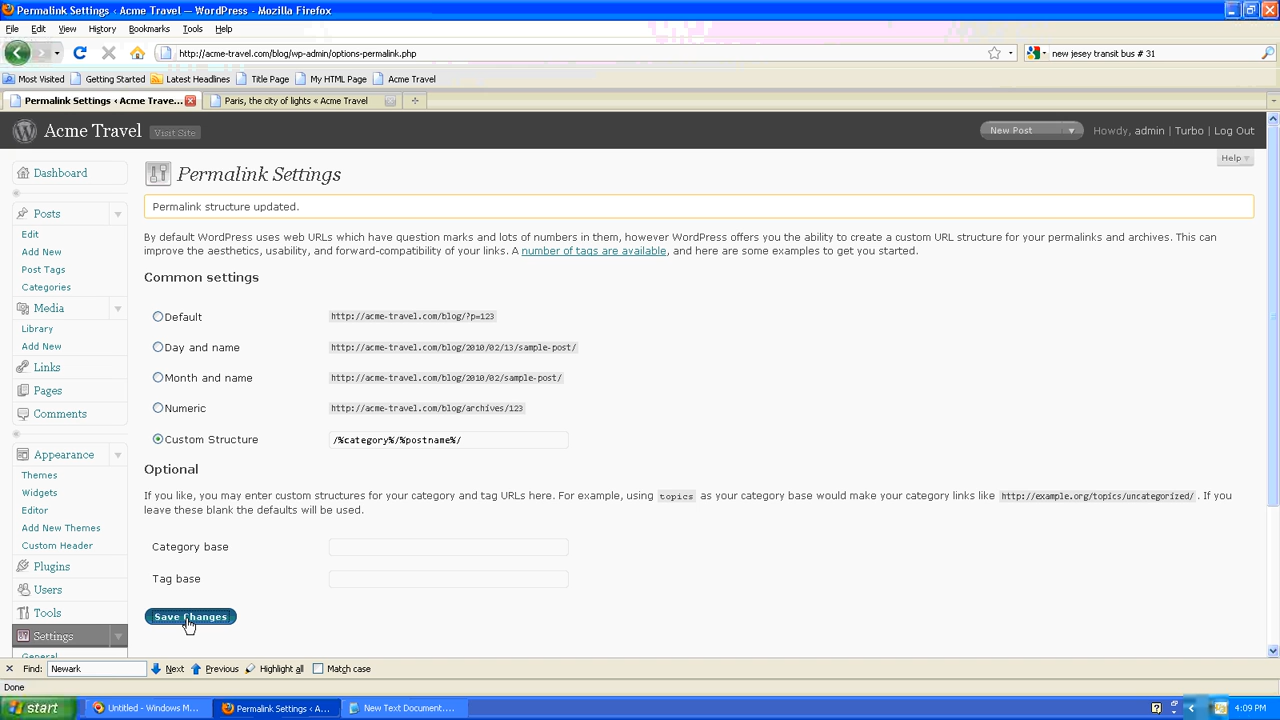 Permalink Settings ‹ Acme Travel — WordPress - Mozilla Firefox
File Edit View History Bookmarks Tools Help
http://acme-travel.com/blog/wp-admin/options-permalink.php
new jesey transit bus # 31
Most Visited Getting Started Latest Headlines Title Page My HTML Page Acme Travel
Permalink Settings ‹ Acme Trave... Paris, the city of lights « Acme Travel
Acme Travel Visit Site New Post Howdy, admin | Turbo | Log Out
Help
Dashboard
Posts
Edit
Add New
Post Tags
Categories
Media
Library
Add New
Links
Pages
Comments
Appearance
Themes
Widgets
Editor
Add New Themes
Custom Header
Plugins
Users
Tools
Settings
General
Permalink Settings
Permalink structure updated.
By default WordPress uses web URLs which have question marks and lots of numbers in them, however WordPress offers you the ability to create a custom URL structure for your permalinks and archives. This can
improve the aesthetics, usability, and forward-compatibility of your links. A number of tags are available, and here are some examples to get you started.
Common settings
Default http://acme-travel.com/blog/?p=123
Day and name http://acme-travel.com/blog/2010/02/13/sample-post/
Month and name http://acme-travel.com/blog/2010/02/sample-post/
Numeric http://acme-travel.com/blog/archives/123
Custom Structure /%category%/%postname%/
Optional
If you like, you may enter custom structures for your category and tag URLs here. For example, using topics as your category base would make your category links like http://example.org/topics/uncategorized/ . If you
leave these blank the defaults will be used.
Category base
Tag base
Save Changes
Find: Newark Next Previous Highlight all Match case
Done
start Untitled - Windows M... Permalink Settings ‹ A... New Text Document.... 4:09 PM